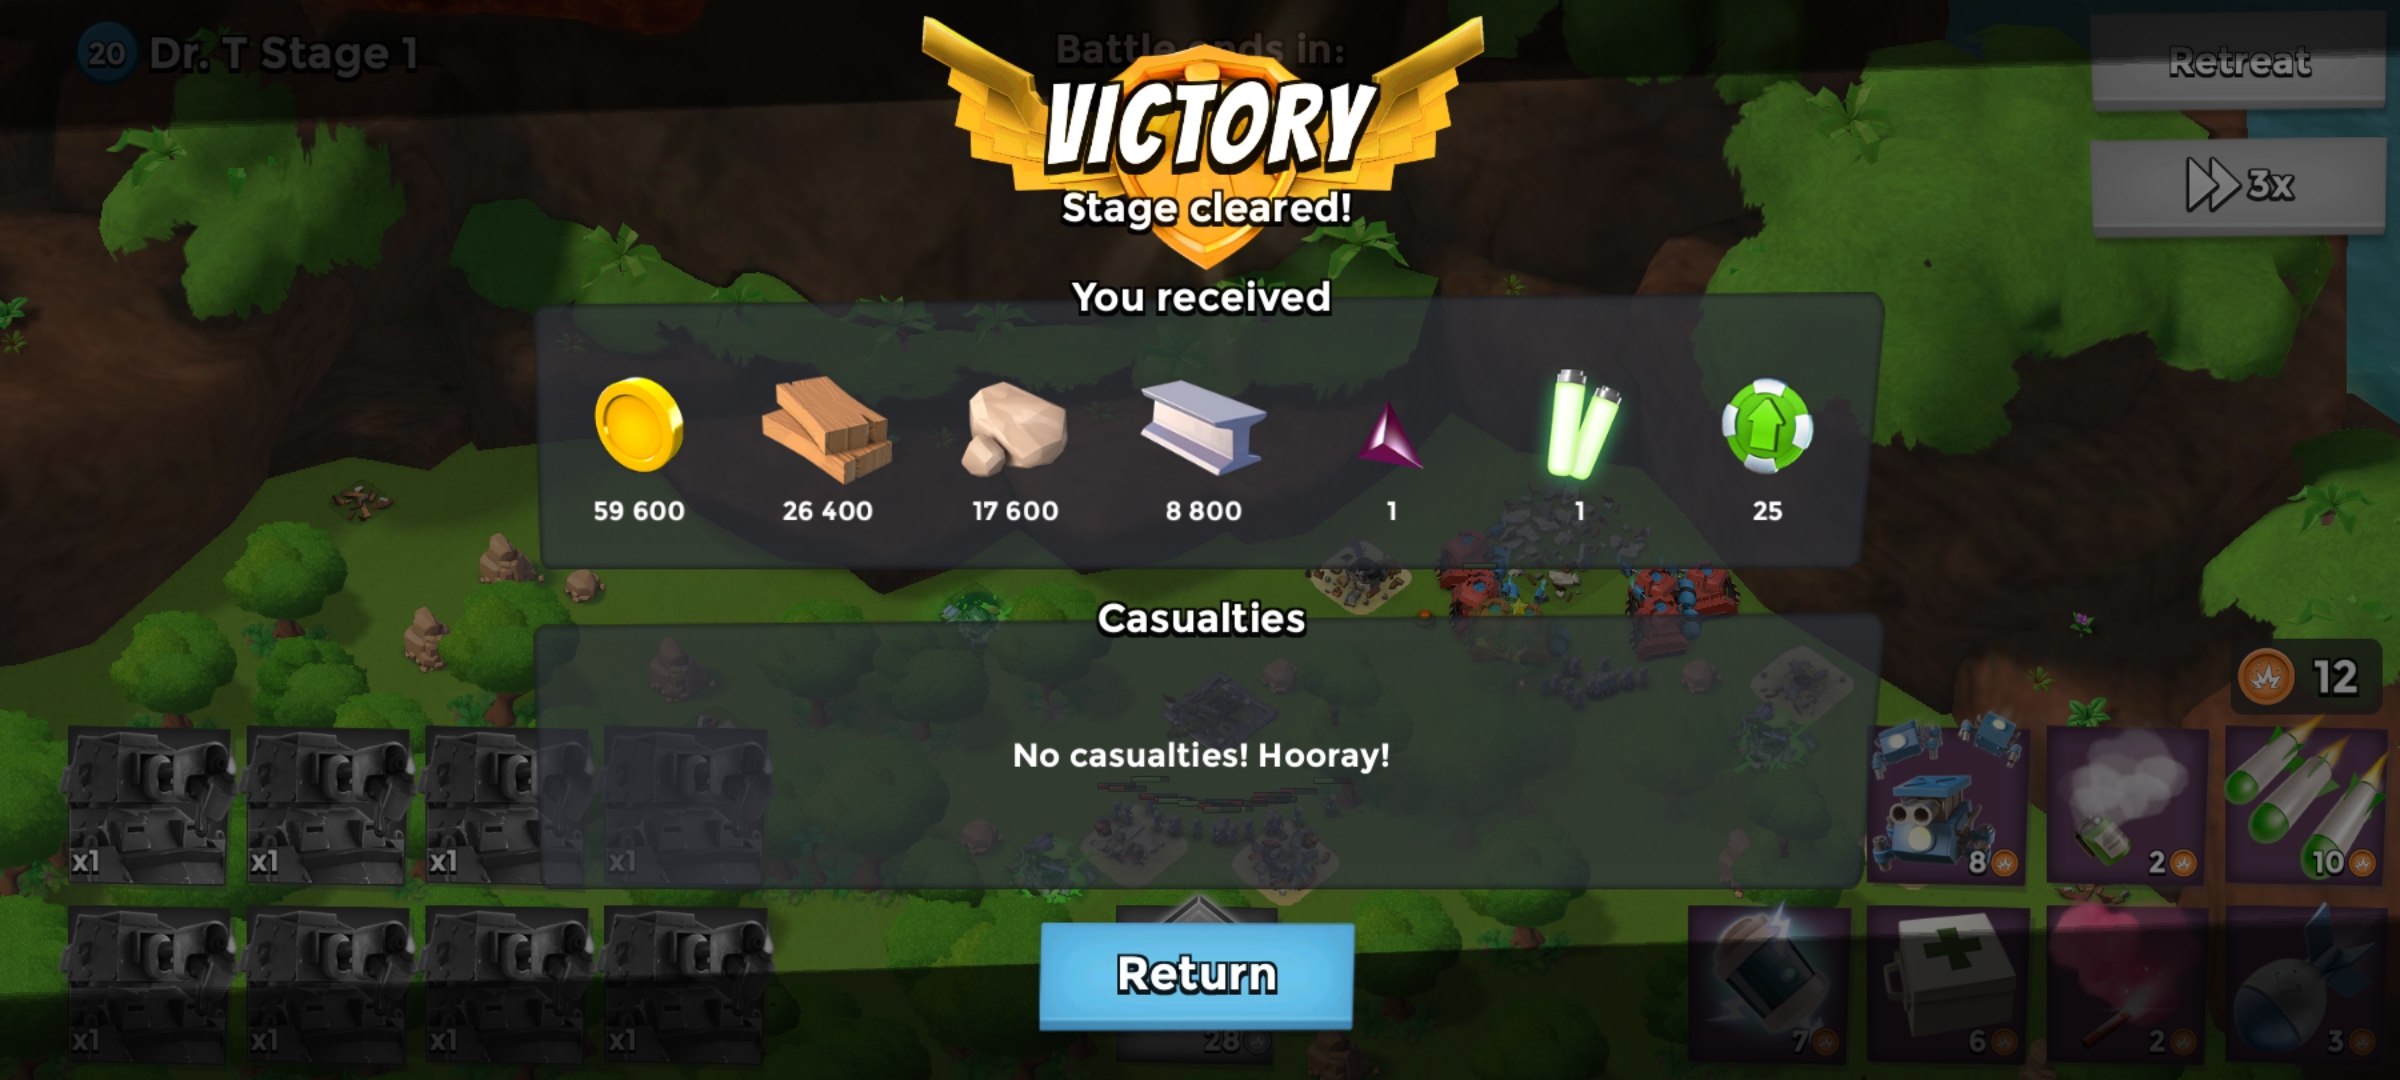 20 Dr. T Stage 1
Battle ends in:
Retreat
3x
VICTORY
Stage cleared!
You received
59 600
26 400
17 600
8 800
1
1
25
Casualties
No casualties! Hooray!
12
x1
x1
x1
x1
8
2
10
x1
x1
x1
x1
Return
28
7
6
2
3